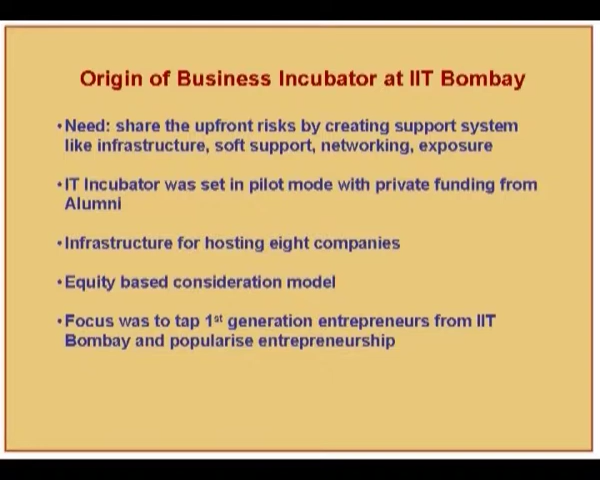 Origin of Business Incubator at IIT Bombay
•Need: share the upfront risks by creating support system
like infrastructure, soft support, networking, exposure
•IT Incubator was set in pilot mode with private funding from
Alumni
•Infrastructure for hosting eight companies
•Equity based consideration model
•Focus was to tap 1st generation entrepreneurs from IIT
Bombay and popularise entrepreneurship